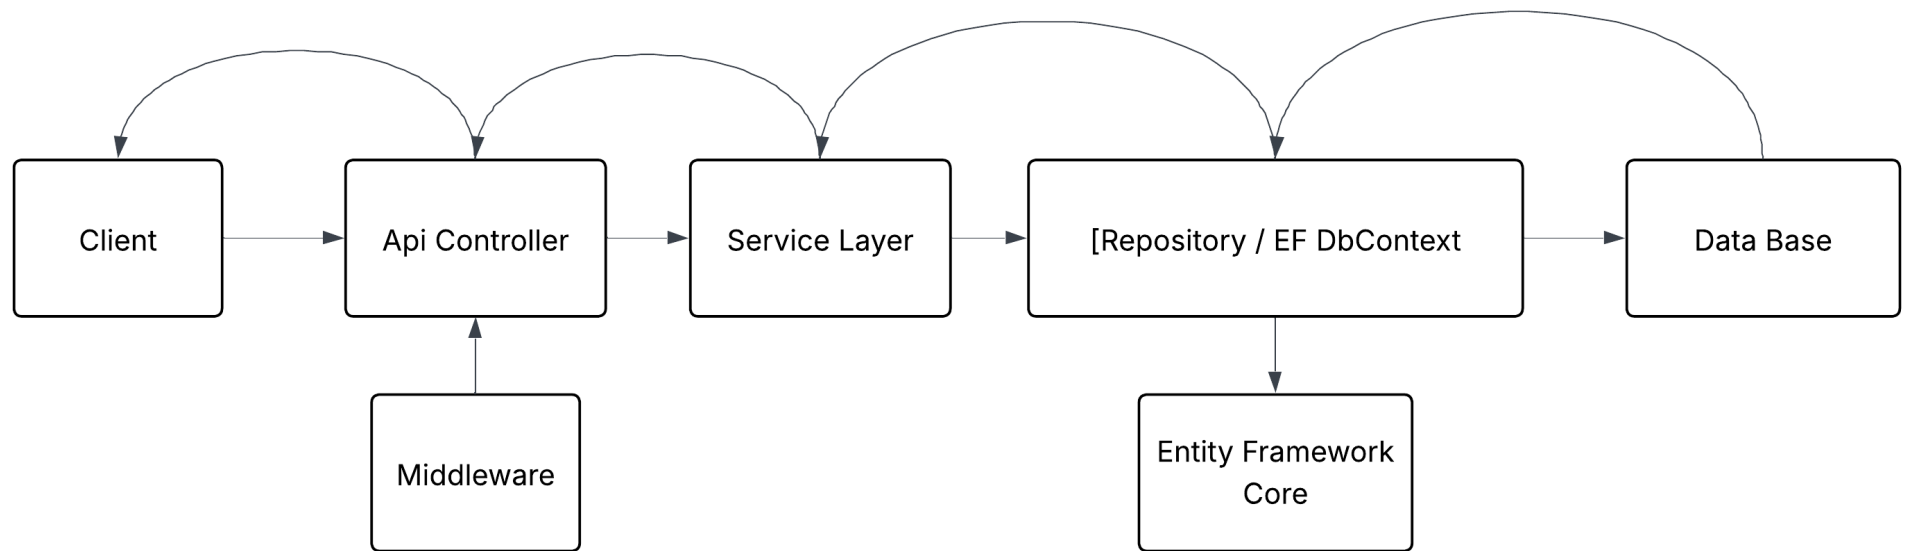 Client
Api Controller
Service Layer
[Repository / EF DbContext
Data Base
Middleware
Entity Framework
Core